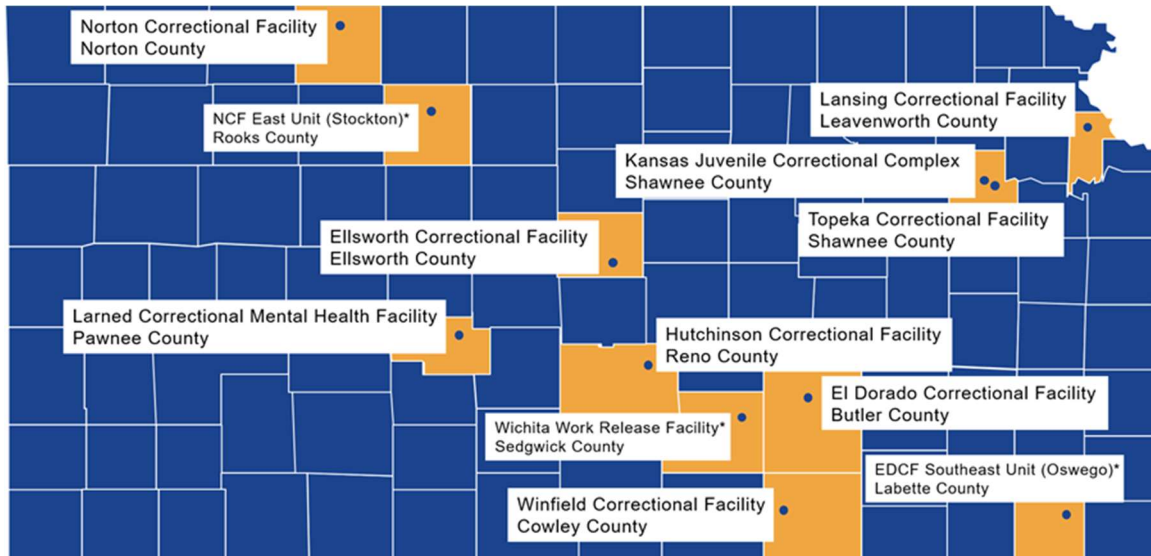 Norton Correctional Facility
Norton County
NCF East Unit (Stockton)*
Rooks County
Lansing Correctional Facility
Leavenworth County
Kansas Juvenile Correctional Complex
Shawnee County
Topeka Correctional Facility
Shawnee County
Ellsworth Correctional Facility
Ellsworth County
Larned Correctional Mental Health Facility
Pawnee County
Hutchinson Correctional Facility
Reno County
El Dorado Correctional Facility
Butler County
Wichita Work Release Facility*
Sedgwick County
EDCF Southeast Unit (Oswego)*
Labette County
Winfield Correctional Facility
Cowley County